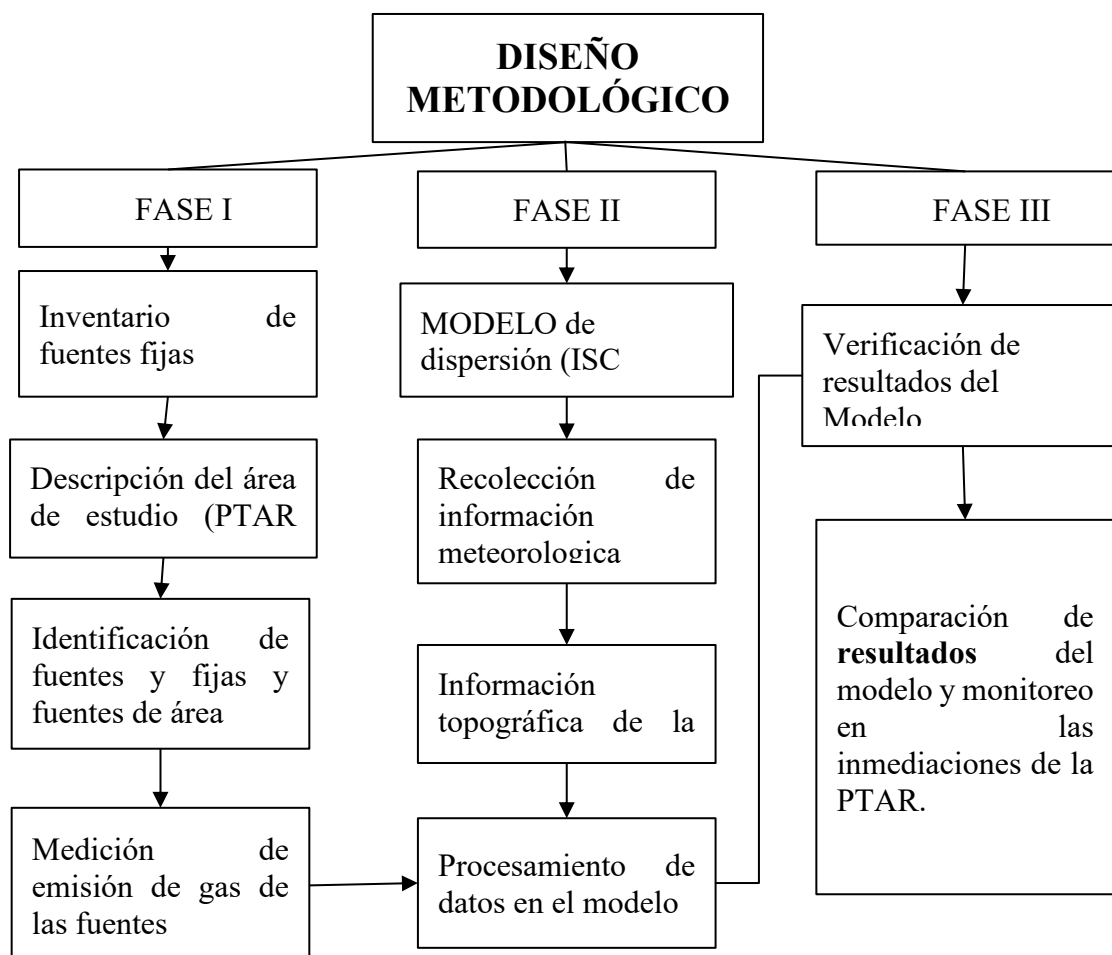 DISEÑO
METODOLÓGICO
FASE I
Inventario de
fuentes fijas
Descripción del área
de estudio (PTAR
Identificación de
fuentes y fijas y
fuentes de área
Medición de
emisión de gas de
las fuentes
FASE II
MODELO de
dispersión (ISC
Recolección de
información
meteorologica
Información
topográfica de la
Procesamiento de
datos en el modelo
FASE III
Verificación de
resultados del
Modelo
Comparación de
resultados del
modelo y monitoreo
en las
inmediaciones de la
PTAR.